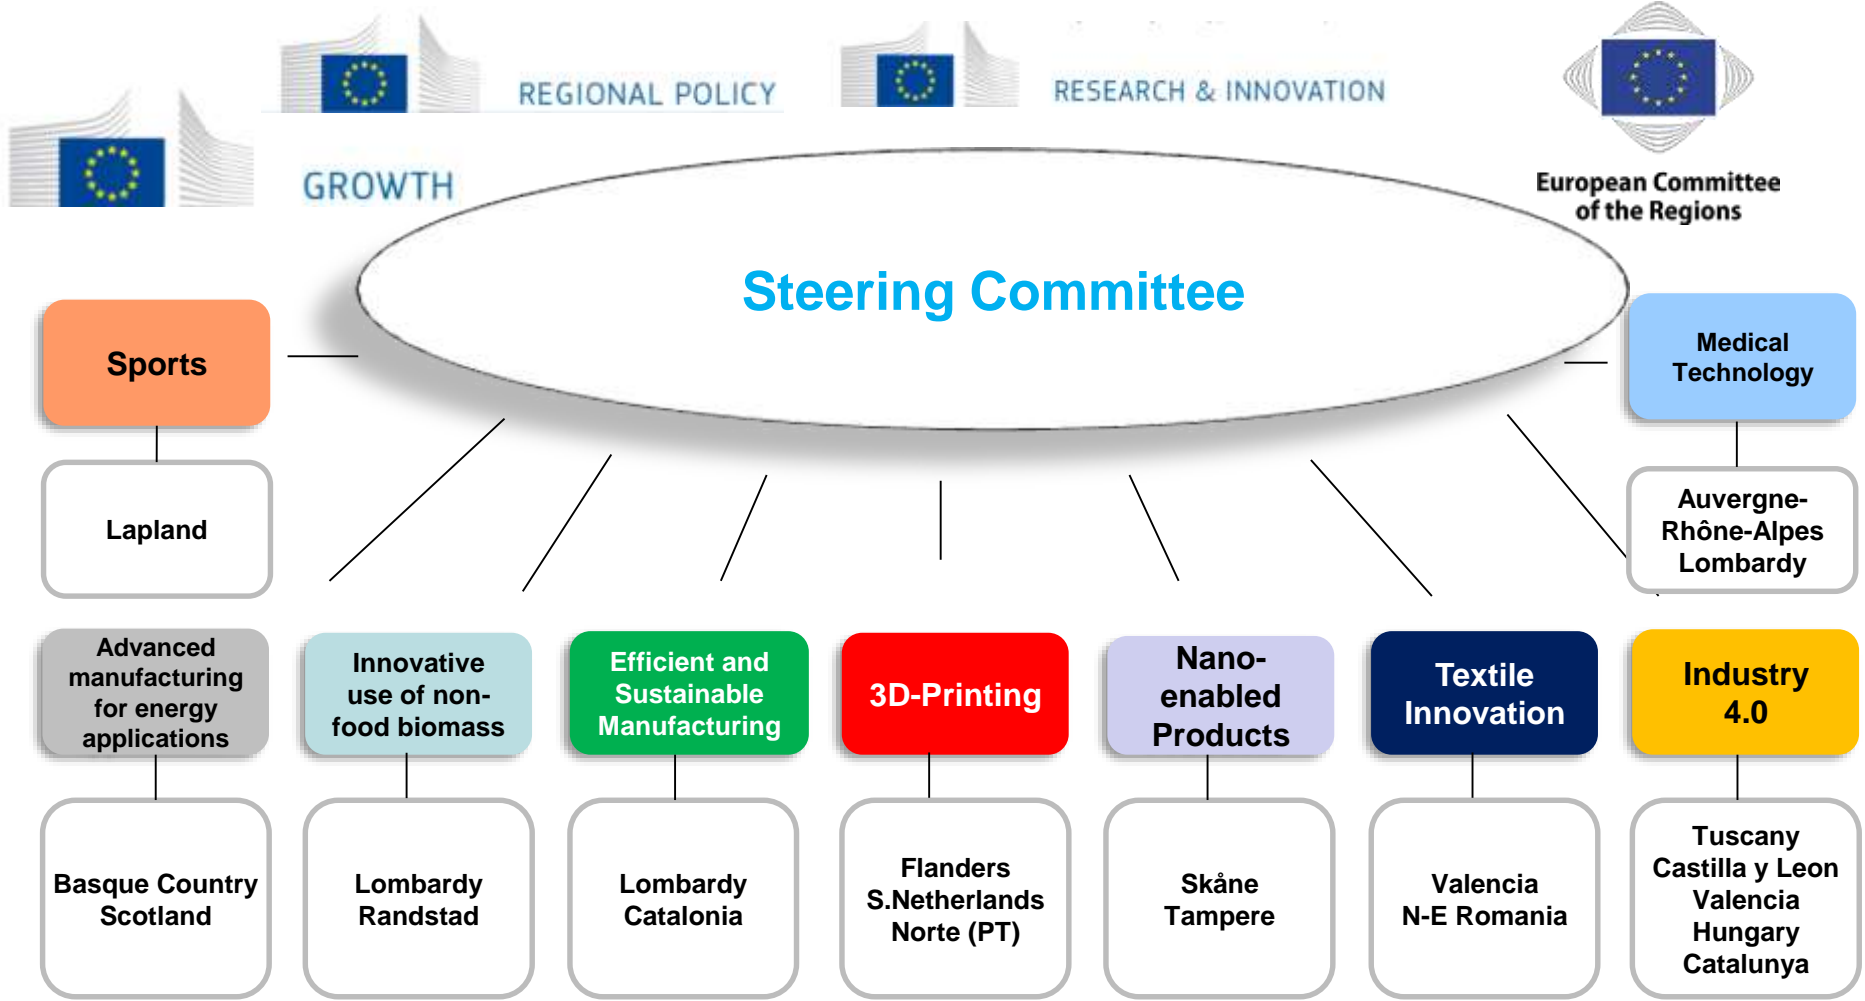 REGIONAL POLICY
RESEARCH & INNOVATION
GROWTH
European Committee
of the Regions
Steering Committee
Sports
Lapland
Medical
Technology
Auvergne-
Rhône-Alpes
Lombardy
Advanced
manufacturing
for energy
applications
Basque Country
Scotland
Innovative
use of non-
food biomass
Lombardy
Randstad
Efficient and
Sustainable
Manufacturing
Lombardy
Catalonia
3D-Printing
Flanders
S.Netherlands
Norte (PT)
Nano-
enabled
Products
Skåne
Tampere
Textile
Innovation
Valencia
N-E Romania
Industry
4.0
Tuscany
Castilla y Leon
Valencia
Hungary
Catalunya